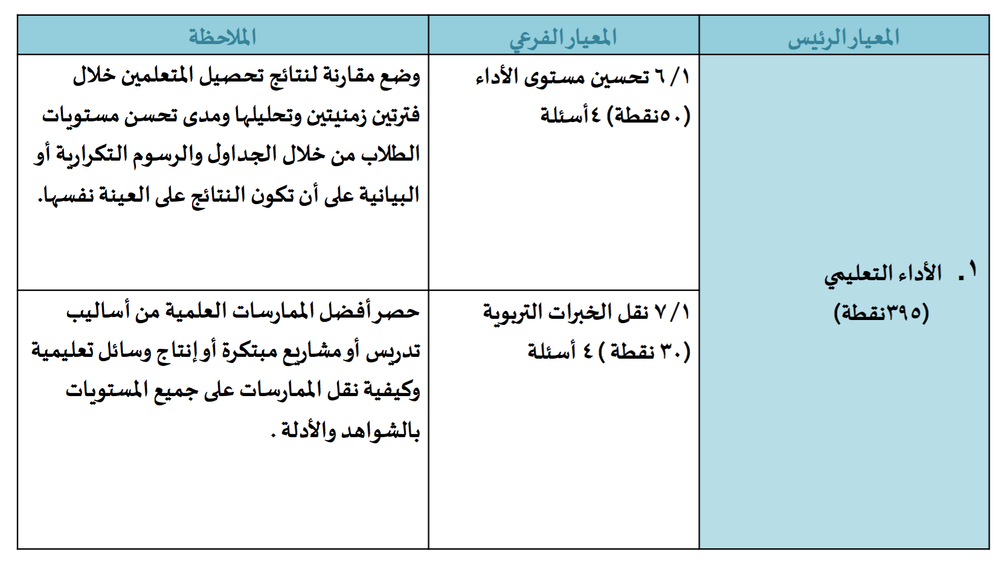 المعيار الرئيس
المعيار الفرعي
الملاحظة
١. الأداء التعليمي
(٣٩٥نقطة)
٦/١ تحسين مستوى الأداء
(٥٠نقطة) ٤أسئلة
وضع مقارنة لنتائج تحصيل المتعلمين خلال
فترتين زمنيتين وتحليلها ومدى تحسن مستويات
الطلاب من خلال الجداول والرسوم التكرارية أو
البيانية على أن تكون النتائج على العينة نفسها.
٧/١ نقل الخبرات التربوية
(٣٠ نقطة ) ٤ أسئلة
حصر أفضل الممارسات العلمية من أساليب
تدريس أو مشاريع مبتكرة أو إنتاج وسائل تعليمية
وكيفية نقل الممارسات على جميع المستويات
بالشواهد والأدلة .